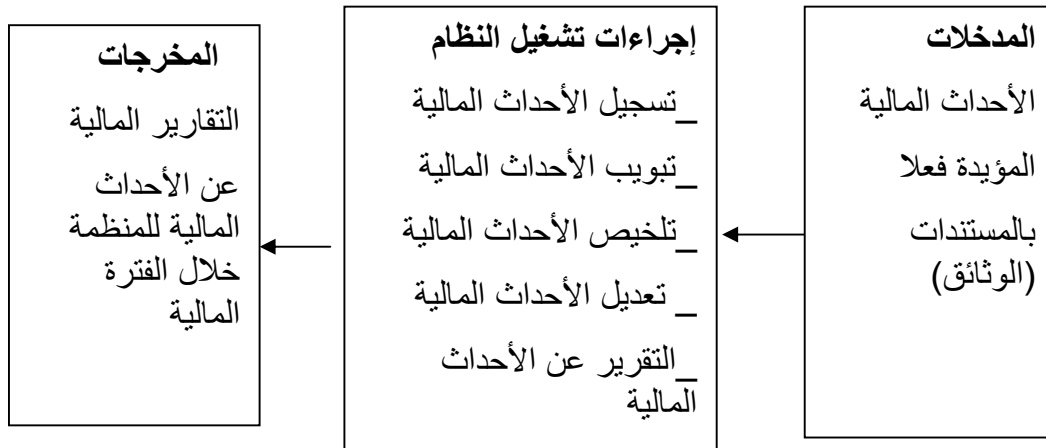 المدخلات
الأحداث المالية
المؤيدة فعلا
بالمستندات
(الوثائق)
إجراءات تشغيل النظام
_تسجيل الأحداث المالية
_تبويب الأحداث المالية
_تلخيص الأحداث المالية
_ تعديل الأحداث المالية
_التقرير عن الأحداث
المالية
المخرجات
التقارير المالية
عن الأحداث
المالية للمنظمة
خلال الفترة
المالية